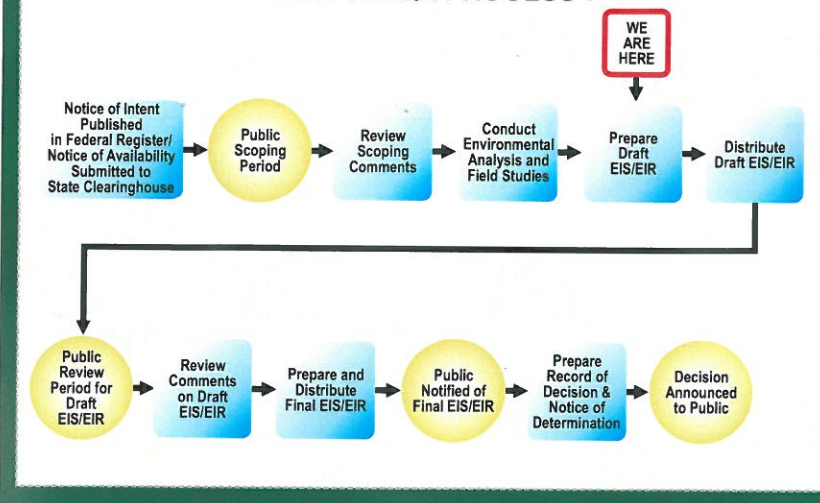 WE
ARE
HERE
Notice of Intent
Published
in Federal Register/
Notice of Availability
Submitted to
State Clearinghouse
Public
Scoping
Period
Review
Scoping
Comments
Conduct
Environmental
Analysis and
Field Studies
Prepare
Draft
EIS/EIR
Distribute
Draft EIS/EIR
Public
Review
Period for
Draft
EIS/EIR
Review
Comments
on Draft
EIS/EIR
Prepare and
Distribute
Final EIS/EIR
Public
Notified of
Final EIS/EIR
Prepare
Record of
Decision &
Notice of
Determination
Decision
Announced
to Public